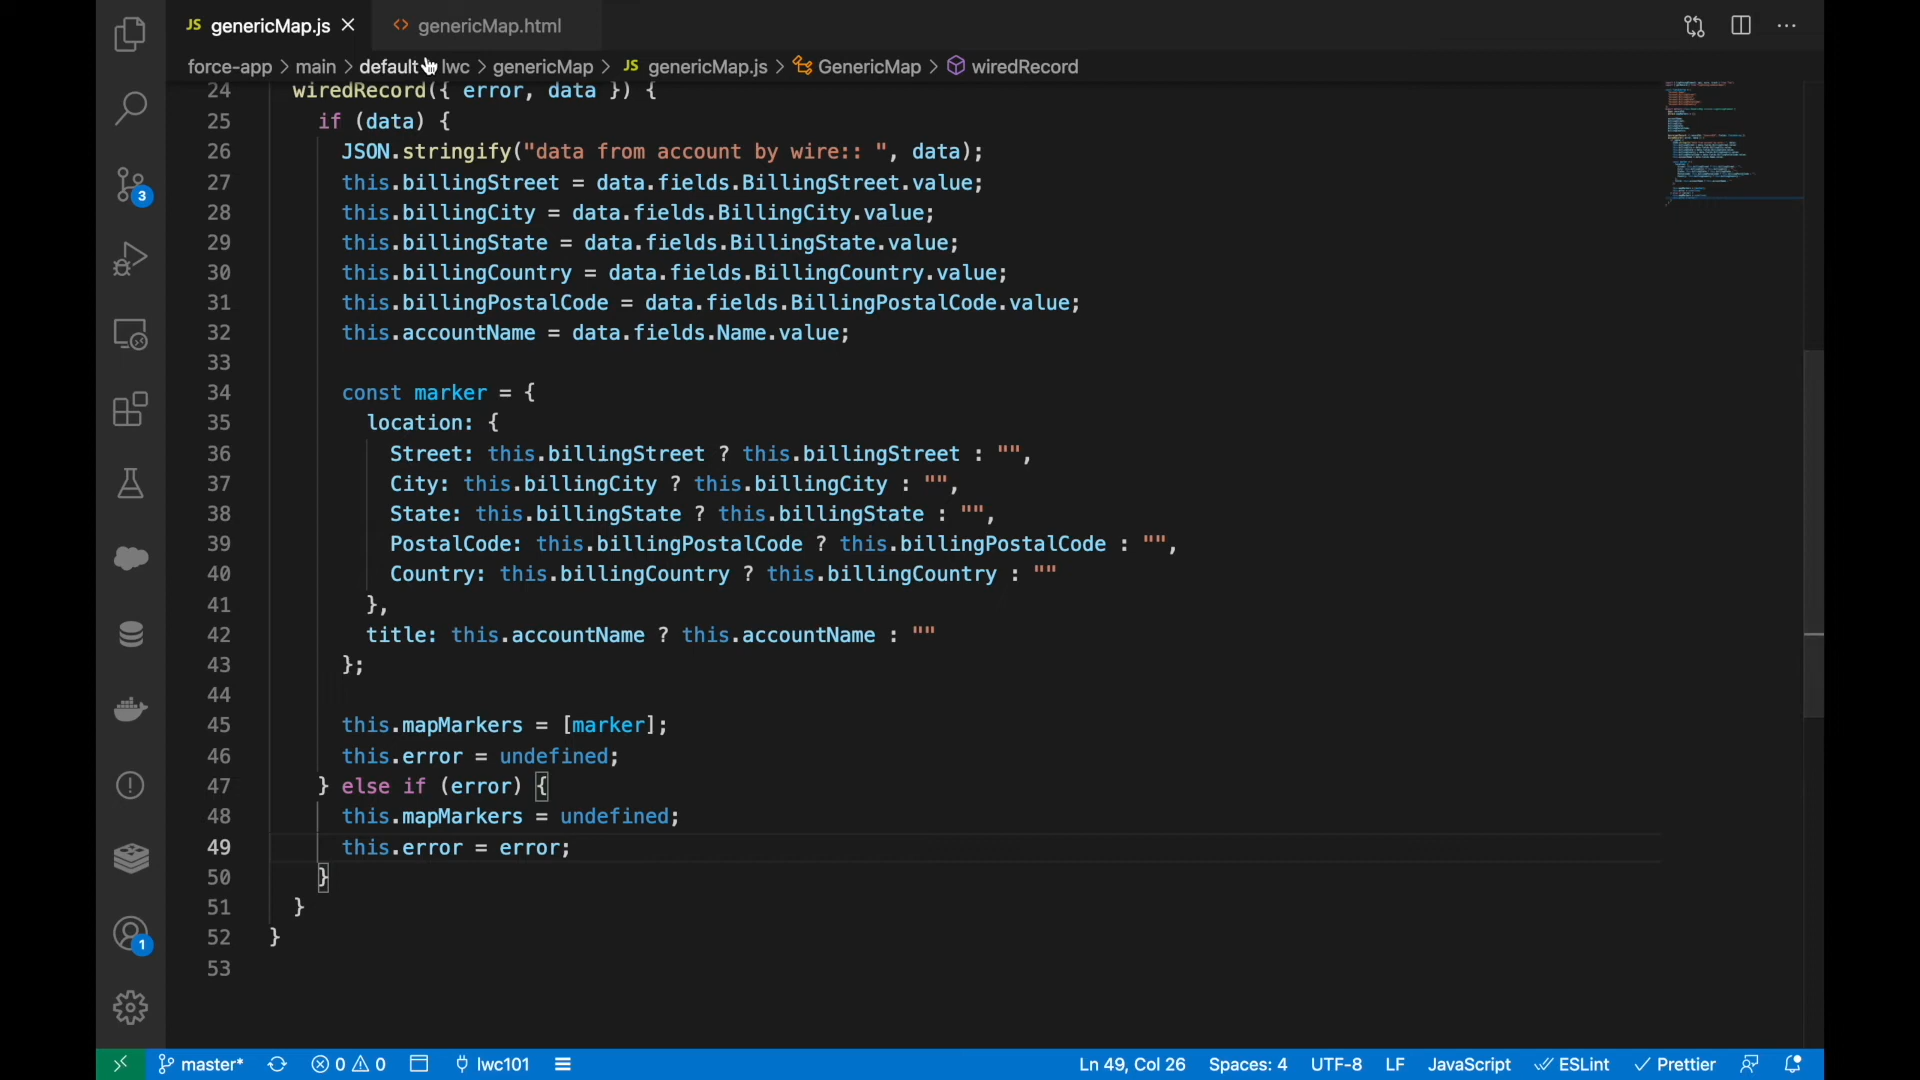 JS genericMap.js × <> genericMap.html
force-app > main > default lwc > genericMap > JS genericMap.js > GenericMap > wiredRecord
24 wiredRecord({ error, data }) {
25 if (data) {
26 JSON.stringify("data from account by wire:: ", data);
27 this.billingStreet = data.fields.BillingStreet.value;
28 this.billingCity = data.fields.BillingCity.value;
29 this.billingState = data.fields.BillingState.value;
30 this.billingCountry = data.fields.BillingCountry.value;
31 this.billingPostalCode = data.fields.BillingPostalCode.value;
32 this.accountName = data.fields.Name.value;
33
34 const marker = {
35 location: {
36 Street: this.billingStreet ? this.billingStreet : "",
37 City: this.billingCity ? this.billingCity : "",
38 State: this.billingState ? this.billingState : "",
39 PostalCode: this.billingPostalCode ? this.billingPostalCode : "",
40 Country: this.billingCountry ? this.billingCountry : ""
41 },
42 title: this.accountName ? this.accountName : ""
43 };
44
45 this.mapMarkers = [marker];
46 this.error = undefined;
47 } else if (error) {
48 this.mapMarkers = undefined;
49 this.error = error;
50 }
51 }
52 }
53
3
1
master* 0 0 lwc101 Ln 49, Col 26 Spaces: 4 UTF-8 LF JavaScript ESLint Prettier